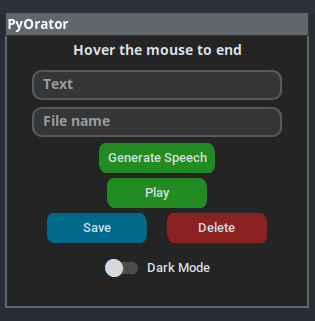 PyOrator
Hover the mouse to end
Text
File name
Generate Speech
Play
Save Delete
Dark Mode